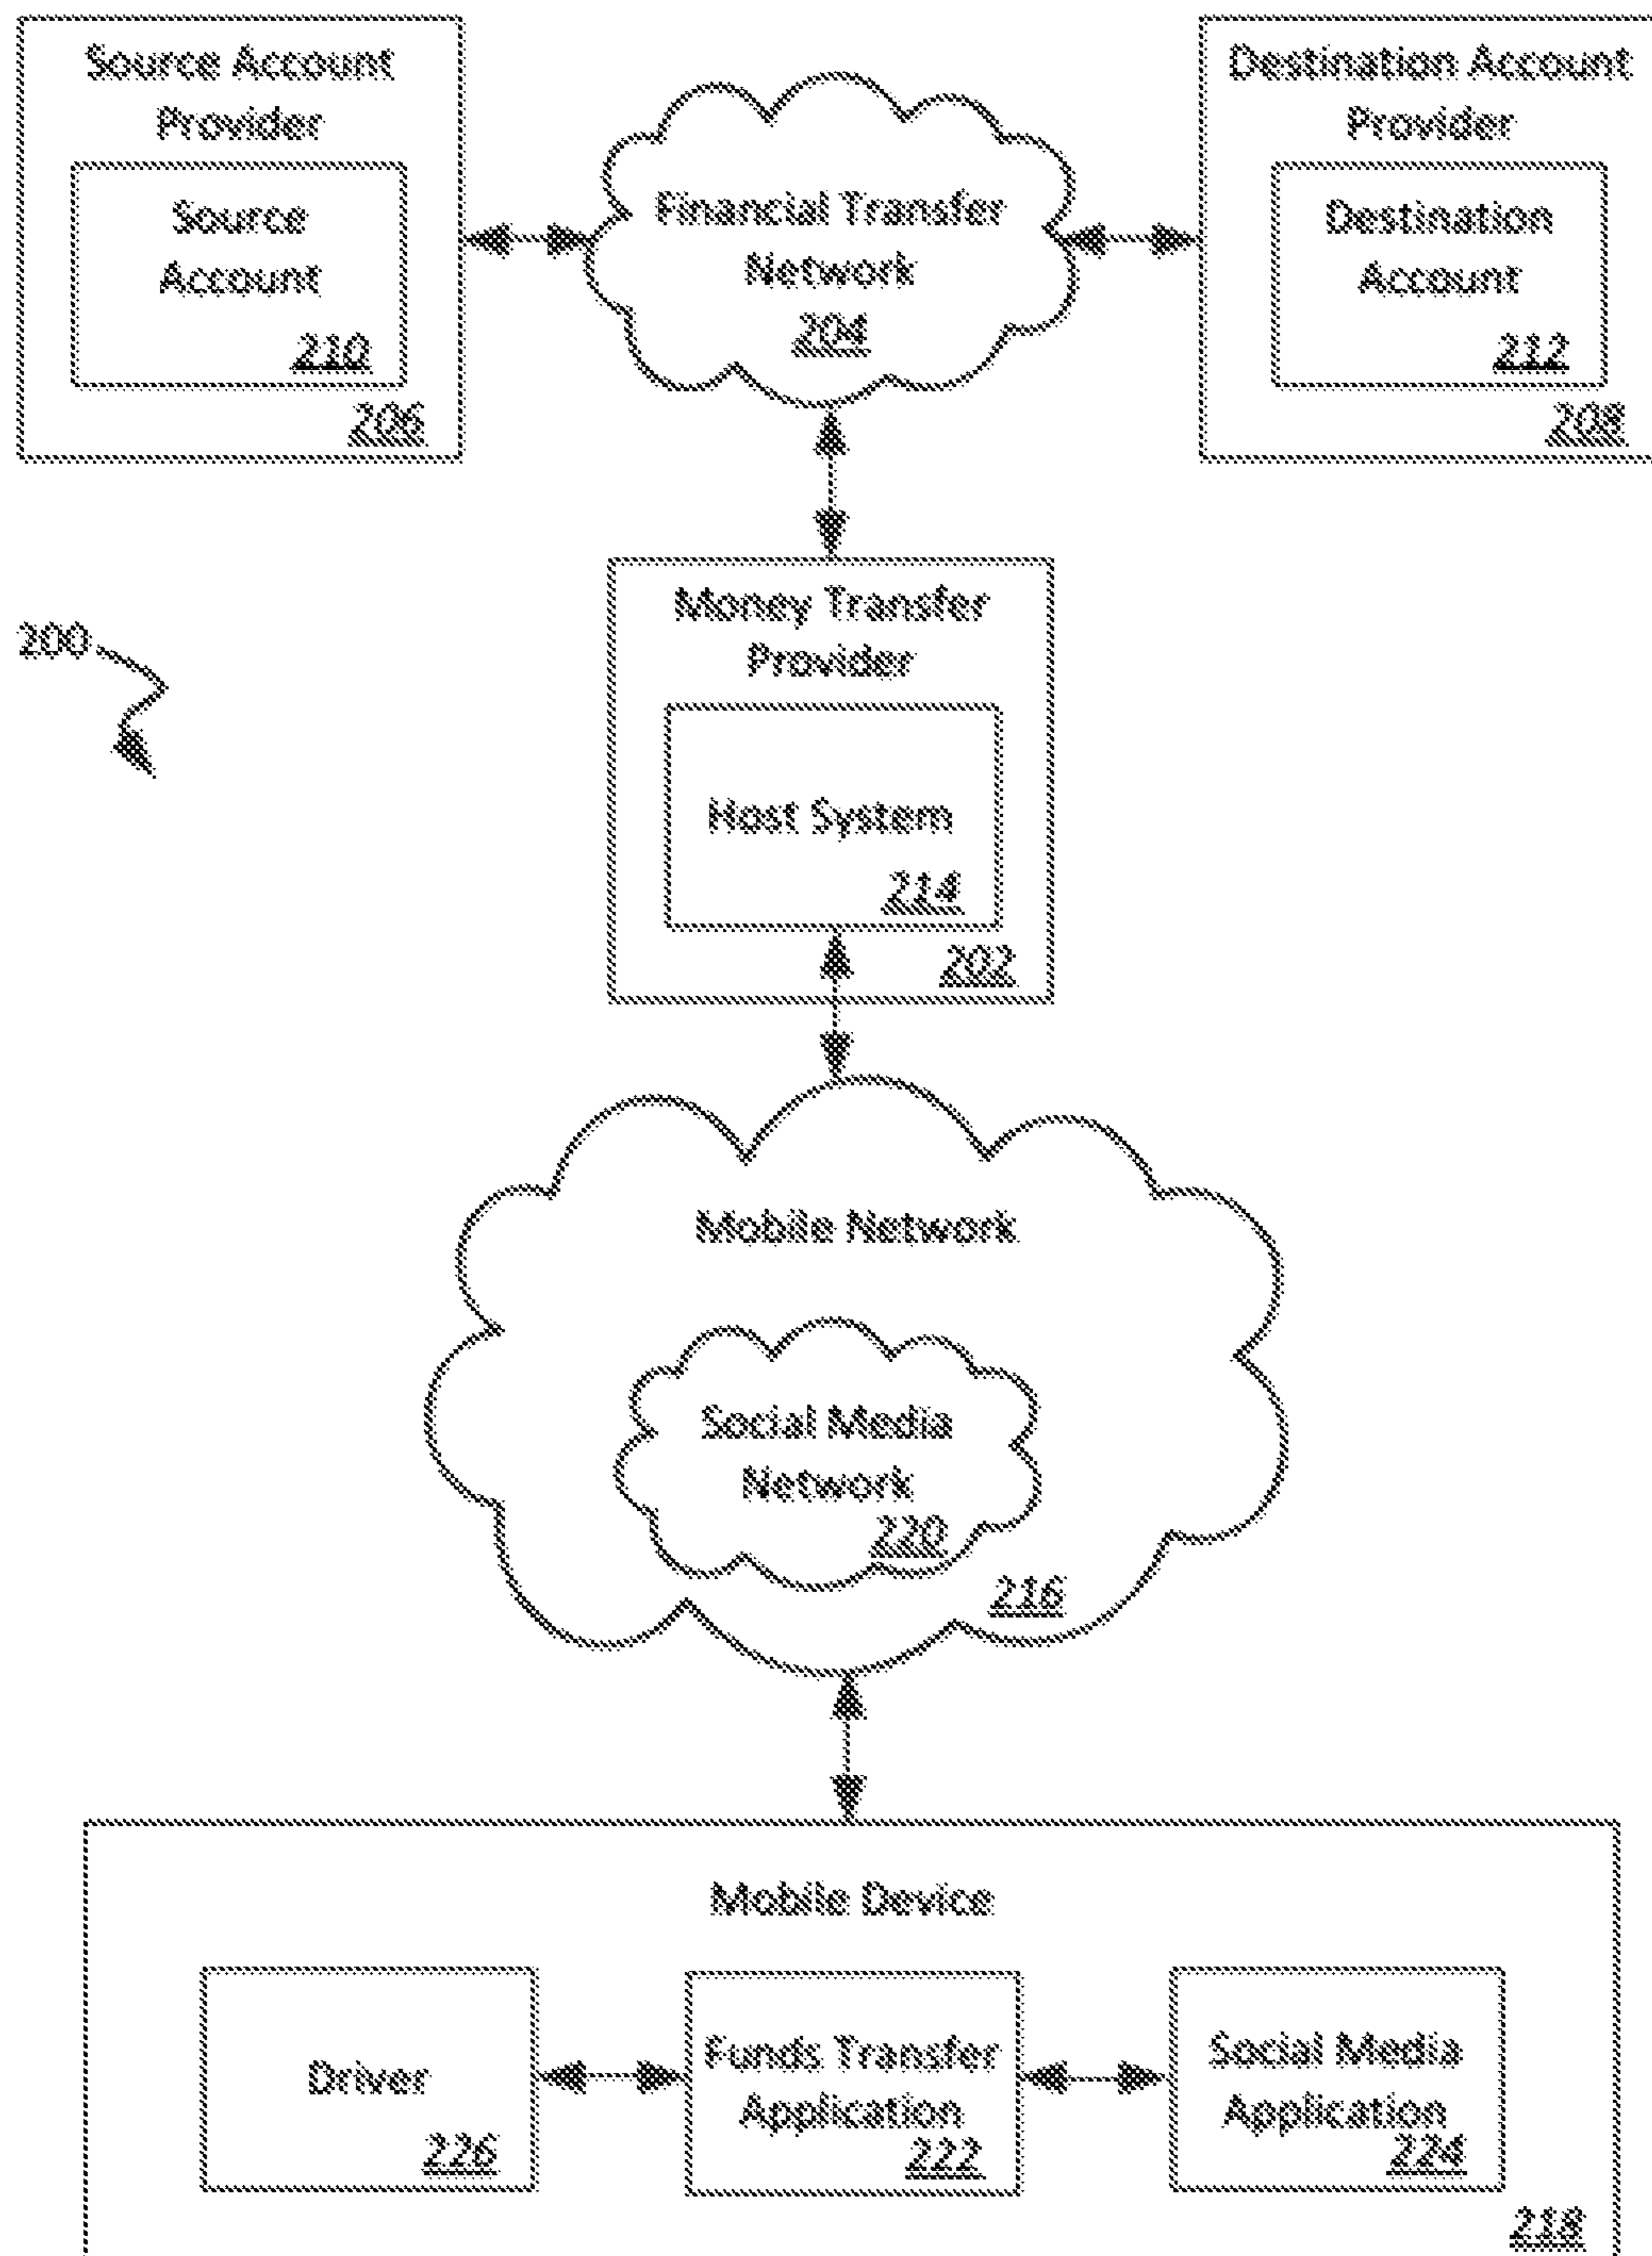 Source Account
Provider
Source
Account
210
206
Financial Transfer
Network
204
Destination Account
Provider
Destination
Account
212
208
200
Money Transfer
Provider
Host System
214
202
Mobile Network
Social Media
Network
220
216
Mobile Device
Driver
226
Funds Transfer
Application
222
Social Media
Application
224
218